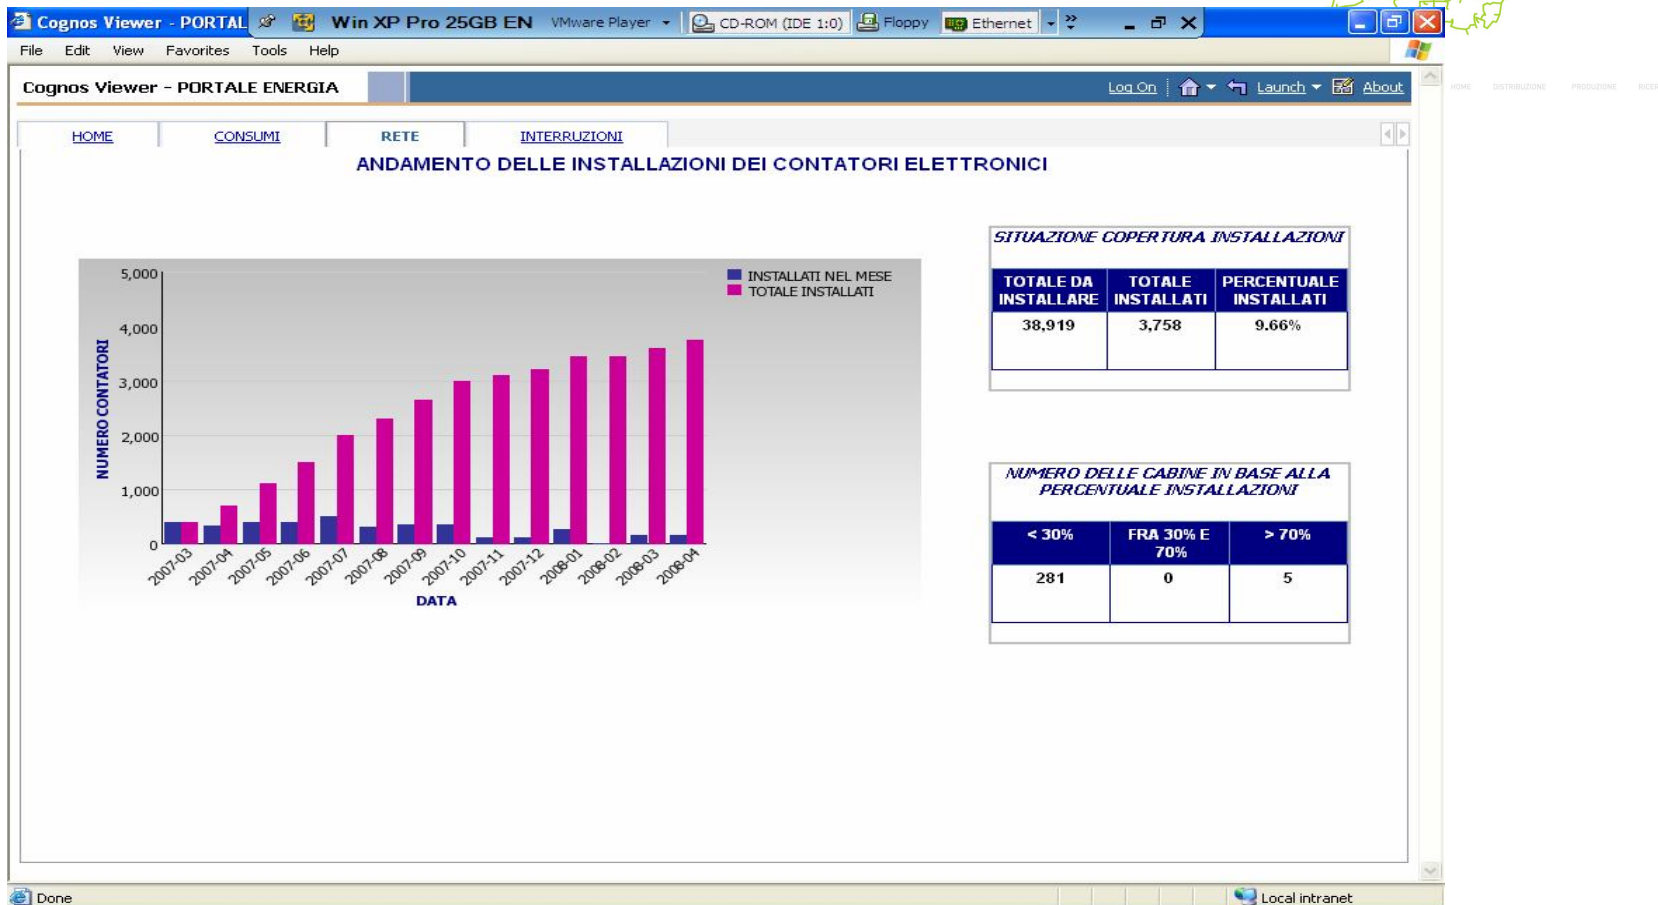 Cognos Viewer - PORTAL
Win XP Pro 25GB EN VMware Player CD-ROM (IDE 1:0) Floppy Ethernet
File Edit View Favorites Tools Help
Cognos Viewer - PORTALE ENERGIA
Log On Launch About
HOME DISTRIBUZIONE PRODUZIONE
HOME CONSUMI RETE INTERRUZIONI
ANDAMENTO DELLE INSTALLAZIONI DEI CONTATORI ELETTRONICI
5,000
4,000
3,000
2,000
1,000
0
NUMERO CONTATORI
INSTALLATI NEL MESE
TOTALE INSTALLATI
2007-03 2007-04 2007-05 2007-06 2007-07 2007-08 2007-09 2007-10 2007-11 2007-12 2008-01 2008-02 2008-03 2008-04
DATA
SITUAZIONE COPERTURA INSTALLAZIONI
TOTALE DA INSTALLARE TOTALE INSTALLATI PERCENTUALE INSTALLATI
38,919 3,758 9.66%
NUMERO DELLE CABINE IN BASE ALLA
PERCENTUALE INSTALLAZIONI
< 30% FRA 30% E 70% > 70%
281 0 5
Done
Local intranet